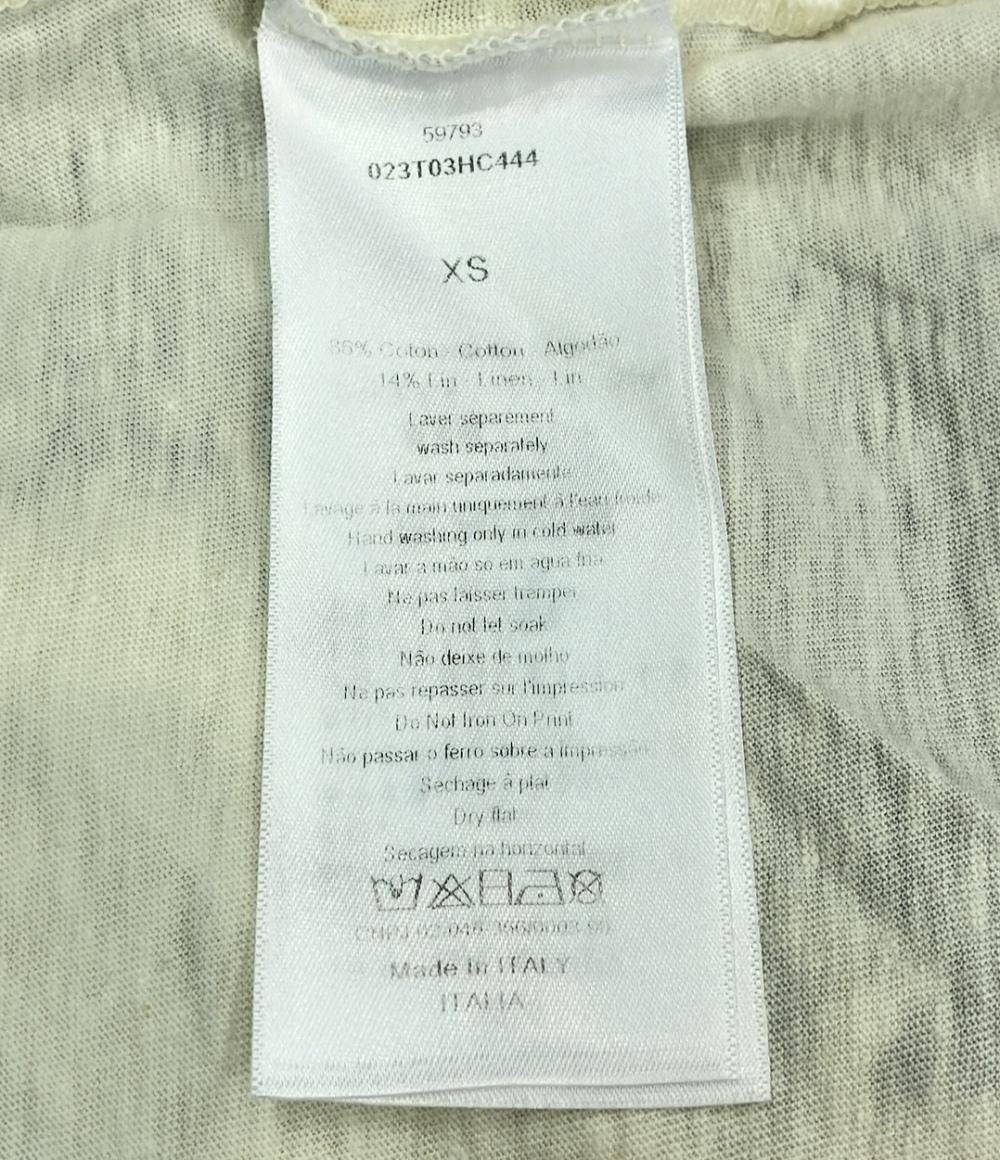 59793
023T03HC444
XS
86% Coton - Cotton - Algodão
14% Lin - Linen - Lin
Laver séparement
wash separately
Lavar separadamente
Lavage à la main uniquement à l'eau froide
Hand washing only in cold water
Lavar a mão so em agua fria
Ne pas laisser tremper
Do not let soak
Não deixe de molho
Ne pas repasser sur l'impression
Do Not Iron On Print
Não passar o ferro sobre a impressão
Sechage à plat
Dry flat
Secagem na horizontal
CNPJ
Made in ITALY
ITALIA